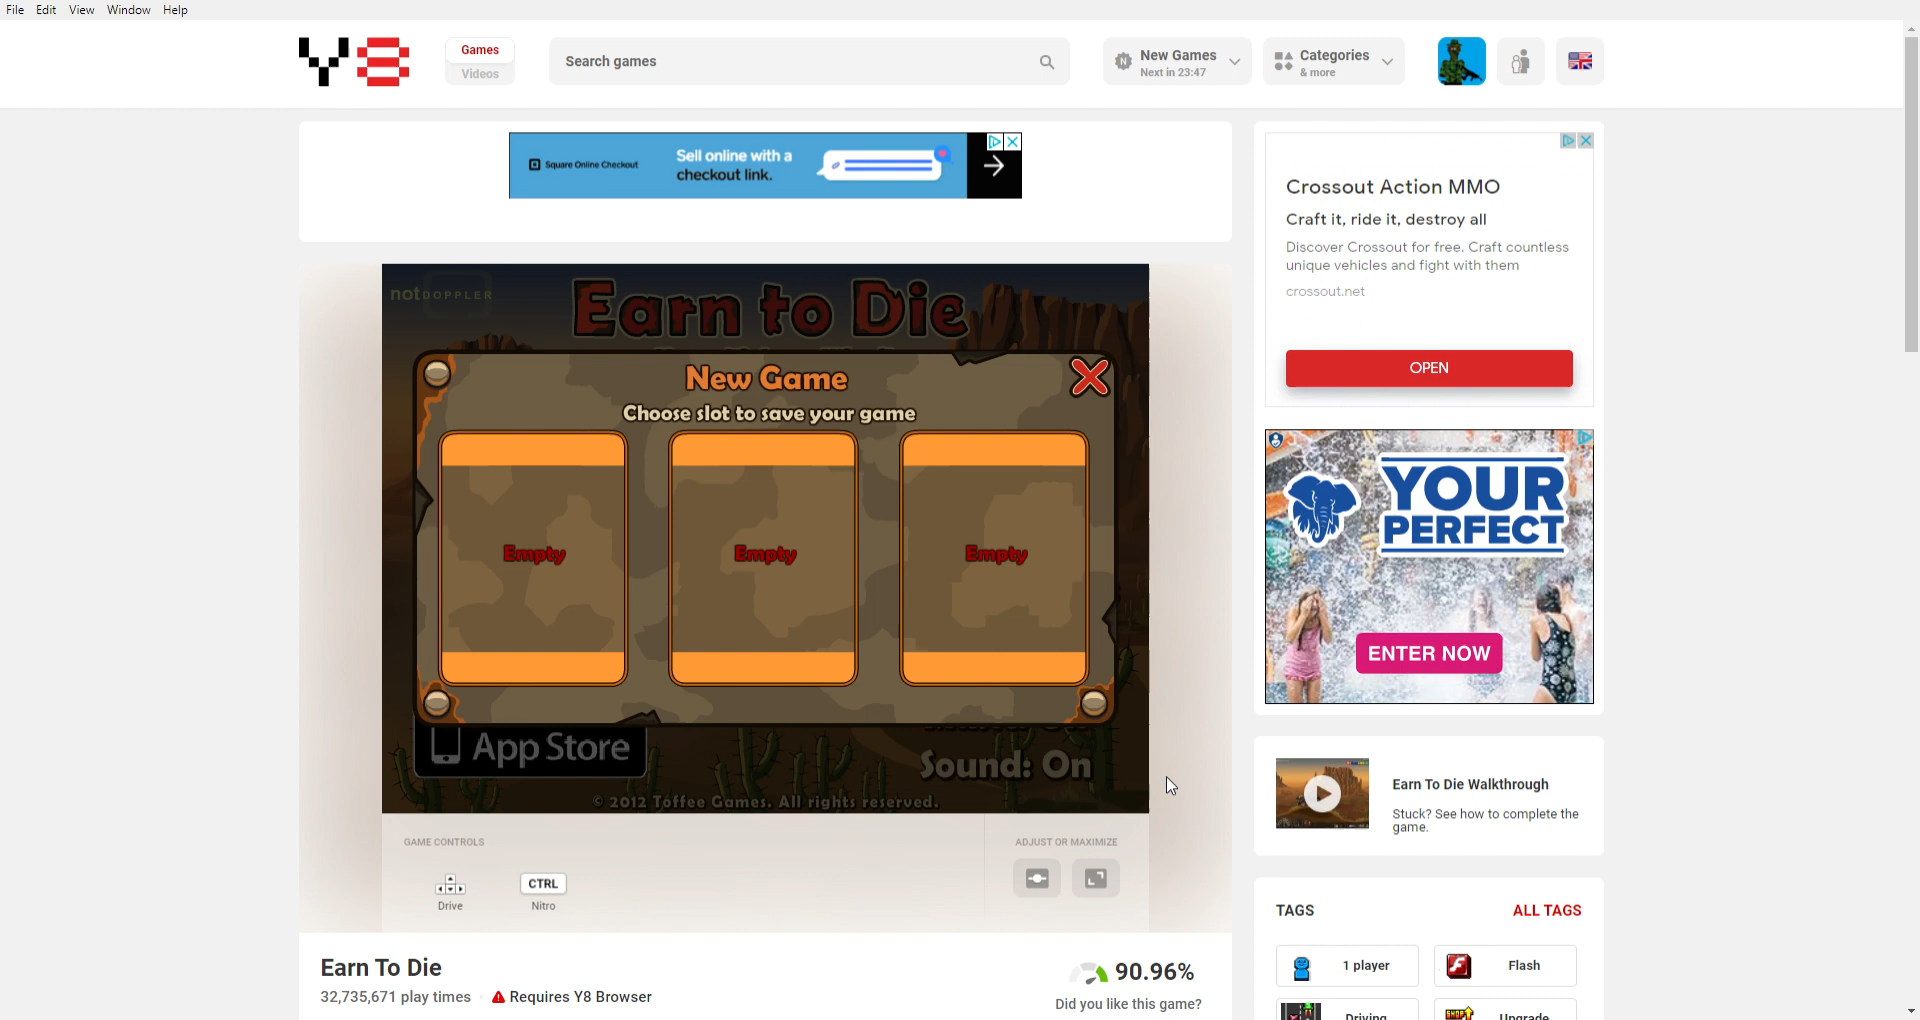 File Edit View Window Help
Y8
Games
Videos
Search games
New Games
Next in 23:47
Categories
& more
Square Online Checkout
Sell online with a
checkout link.
Crossout Action MMO
Craft it, ride it, destroy all
Discover Crossout for free. Craft countless
unique vehicles and fight with them
crossout.net
OPEN
notDOPPLER
Earn to Die
New Game
Choose slot to save your game
Empty Empty Empty
App Store
Sound: On
© 2012 Toffee Games. All rights reserved.
YOUR
PERFECT
ENTER NOW
Earn To Die Walkthrough
Stuck? See how to complete the
game.
GAME CONTROLS
Drive
CTRL
Nitro
ADJUST OR MAXIMIZE
TAGS
ALL TAGS
1 player
Flash
Driving
Upgrade
Earn To Die
32,735,671 play times
Requires Y8 Browser
90.96%
Did you like this game?